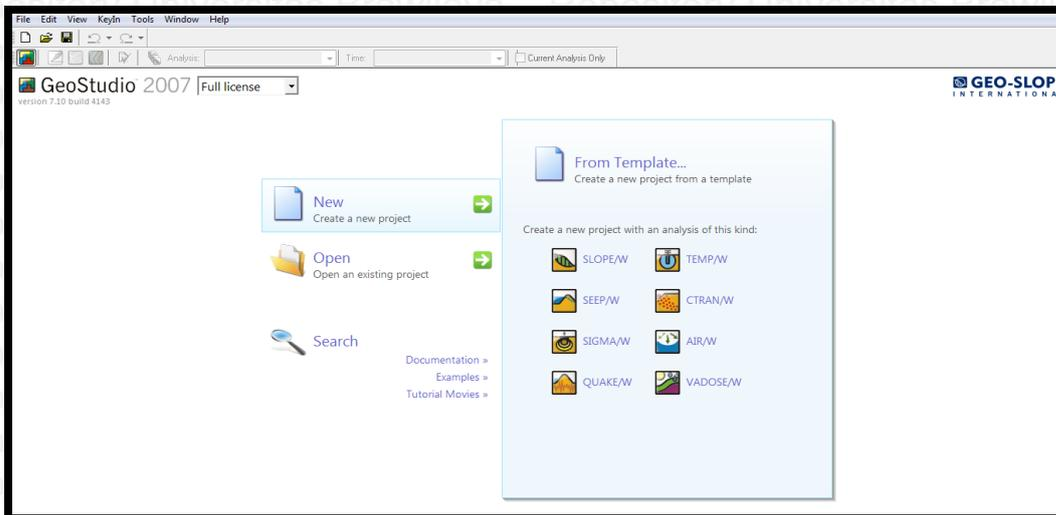 File Edit View KeyIn Tools Window Help
Analysis: Time: Current Analysis Only
GeoStudio 2007 Full license
version 7.10 build 4143
GEO-SLOP
INTERNATIONA
From Template...
Create a new project from a template
New
Create a new project
Create a new project with an analysis of this kind:
Open
Open an existing project
SLOPE/W TEMP/W
SEEP/W CTRAN/W
SIGMA/W AIR/W
QUAKE/W VADOSE/W
Search
Documentation »
Examples »
Tutorial Movies »